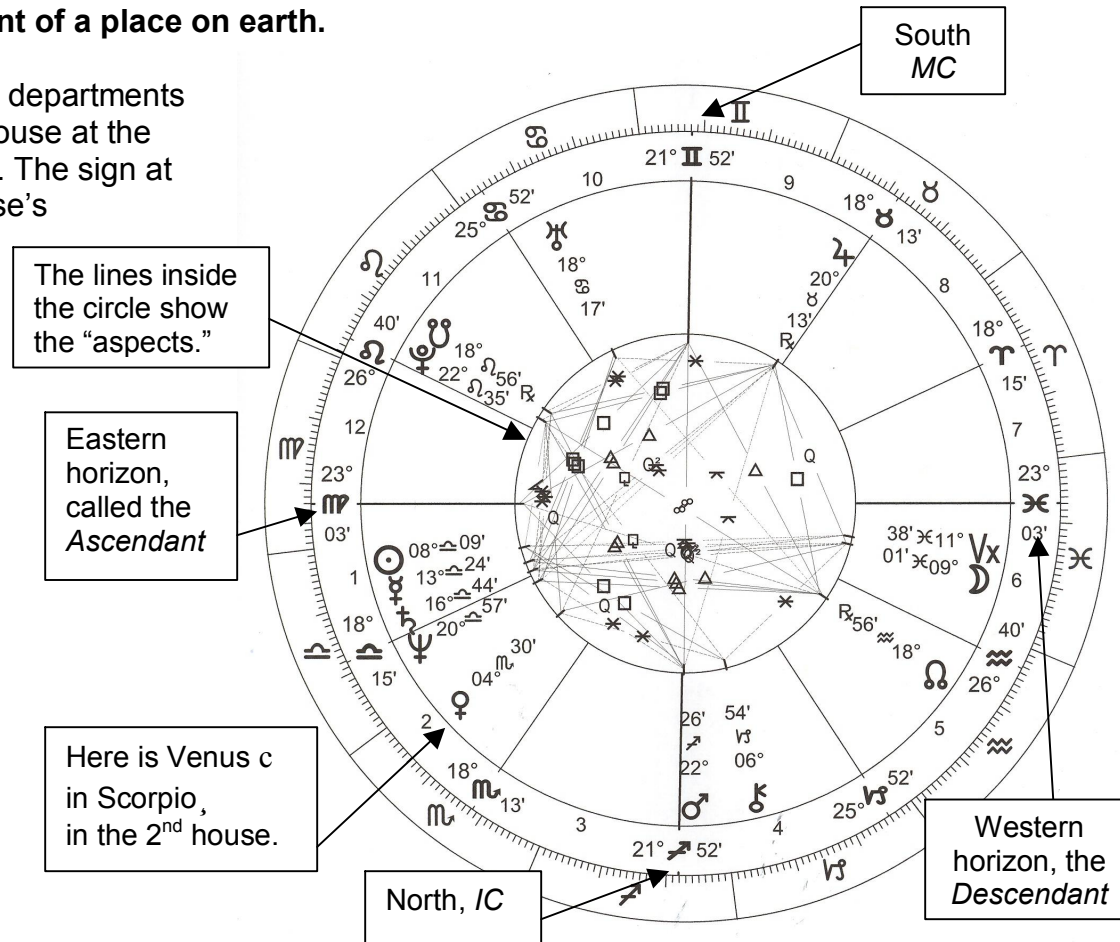 nt of a place on earth.
departments
ouse at the
. The sign at
se's
South
MC
The lines inside
the circle show
the “aspects.”
Eastern
horizon,
called the
Ascendant
Here is Venus c
in Scorpio,
in the 2nd house.
North, IC
Western
horizon, the
Descendant
♊
21° ♊ 52'
10
9
♋
25° ♋ 52'
18° ♉ 13'
♉
♅
18°
♋
17'
♃
20°
♉
13'
℞
11
8
♌
40'
♌
26°
☋
18° ♌ 56'
♇
22° ♌ 35' ℞
18°
♈
15'
♈
12
7
♍
23°
♍
03'
23°
♓
03'
♓
☉ 08° ♎ 09'
☿ 13° ♎ 24'
♄ 16° ♎ 44'
♆ 20° ♎ 57'
38' ♓ 11° Vx
01' ♓ 09° ☽
1
6
♎
18°
♎
15'
℞ 56' ♒ 18° ☊
40'
♒
26°
♒
♀ 04° ♏ 30'
2
5
18° ♏ 13'
♏
26'
♐
22°
♂
54'
♑
06°
⚷
25° ♑ 52'
♑
3
4
21° ♐ 52'
♐
Q
Q
Q
Q
Q